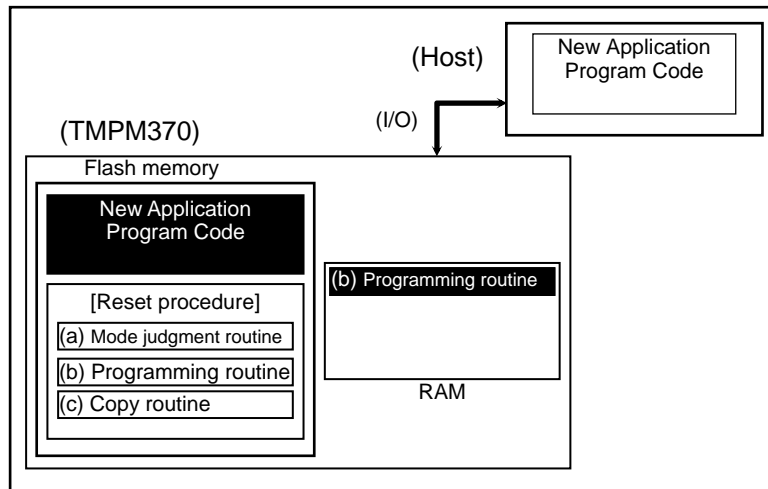 (Host)
New Application
Program Code
(I/O)
(TMPM370)
Flash memory
New Application
Program Code
[Reset procedure]
(a) Mode judgment routine
(b) Programming routine
(c) Copy routine
(b) Programming routine
RAM